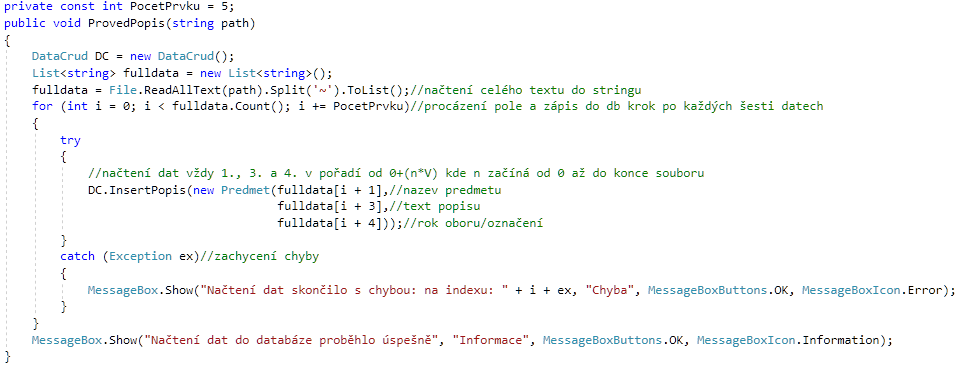 private const int PocetPrvku = 5;
public void ProvedPopis(string path)
{
DataCrud DC = new DataCrud();
List<string> fulldata = new List<string>();
fulldata = File.ReadAllText(path).Split('~').ToList();//načtení celého textu do stringu
for (int i = 0; i < fulldata.Count(); i += PocetPrvku)//procázení pole a zápis do db krok po každých šesti datech
{
try
{
//načtení dat vždy 1., 3. a 4. v pořadí od 0+(n*V) kde n začíná od 0 až do konce souboru
DC.InsertPopis(new Predmet(fulldata[i + 1],//nazev predmetu
fulldata[i + 3],//text popisu
fulldata[i + 4]));//rok oboru/označení
}
catch (Exception ex)//zachycení chyby
{
MessageBox.Show("Načtení dat skončilo s chybou: na indexu: " + i + ex, "Chyba", MessageBoxButtons.OK, MessageBoxIcon.Error);
}
}
MessageBox.Show("Načtení dat do databáze proběhlo úspešně", "Informace", MessageBoxButtons.OK, MessageBoxIcon.Information);
}